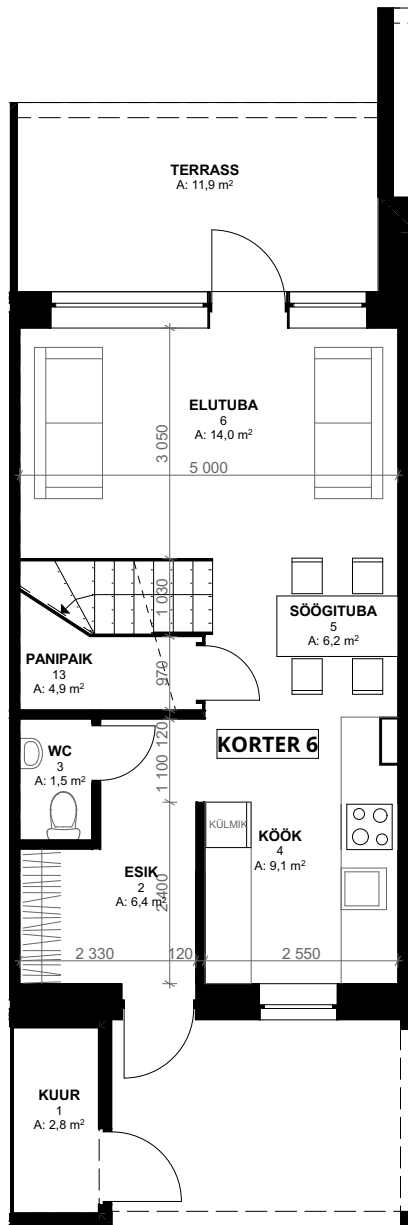 TERRASS
A: 11,9 m²
ELUTUBA
6
A: 14,0 m²
3 050
5 000
1 030
SÖÖGITUBA
5
A: 6,2 m²
PANIPAIK
13
A: 4,9 m²
970
120
KORTER 6
WC
3
A: 1,5 m²
1 100
KÜLMIK
KÖÖK
4
A: 9,1 m²
ESIK
2
A: 6,4 m²
2 400
2 330
120
2 550
KUUR
1
A: 2,8 m²